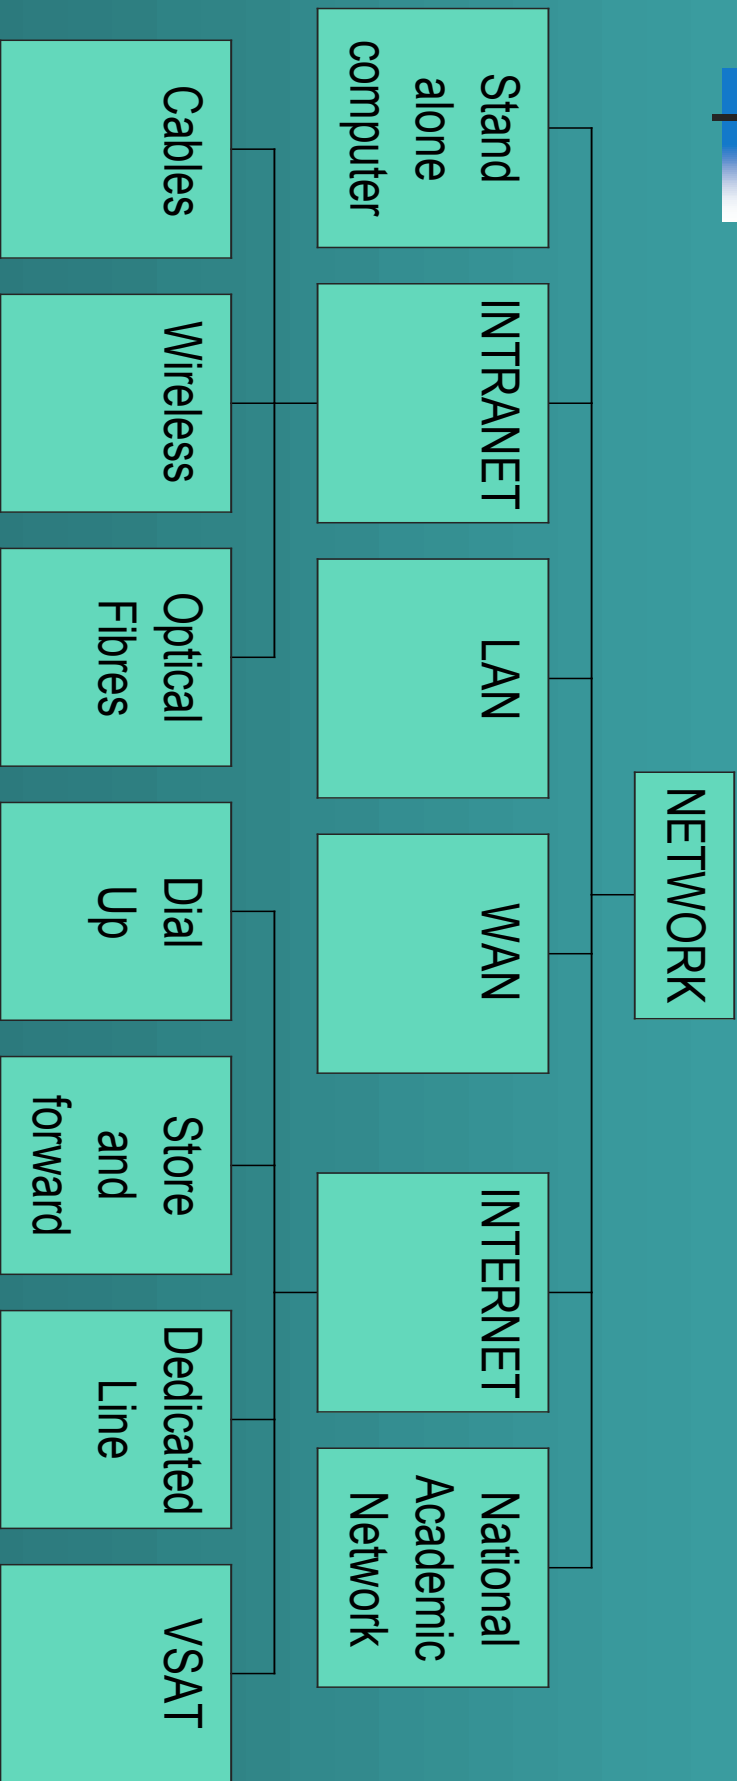 NETWORK
Stand
alone
computer
INTRANET
LAN
WAN
INTERNET
National
Academic
Network
Cables
Wireless
Optical
Fibres
Dial
Up
Store
and
forward
Dedicated
Line
VSAT